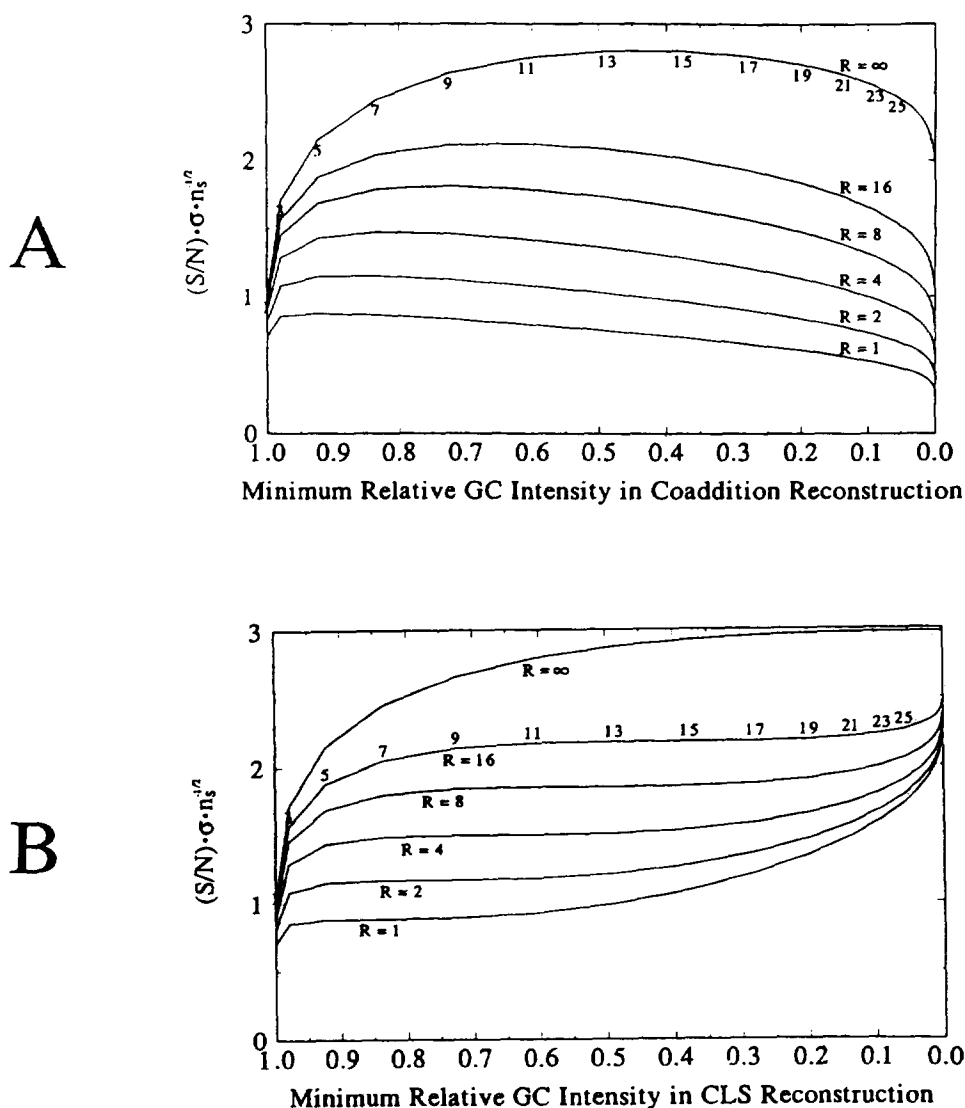 A
(S/N)•σ•n_s^-1/2
3
2
1
0
5
7
9
11
13
15
17
19
21
23
25
R = ∞
R = 16
R = 8
R = 4
R = 2
R = 1
1.0 0.9 0.8 0.7 0.6 0.5 0.4 0.3 0.2 0.1 0.0
Minimum Relative GC Intensity in Coaddition Reconstruction
B
(S/N)•σ•n_s^-1/2
3
2
1
0
R = ∞
5
7
9
11
13
15
17
19
21
23
25
R = 16
R = 8
R = 4
R = 2
R = 1
1.0 0.9 0.8 0.7 0.6 0.5 0.4 0.3 0.2 0.1 0.0
Minimum Relative GC Intensity in CLS Reconstruction